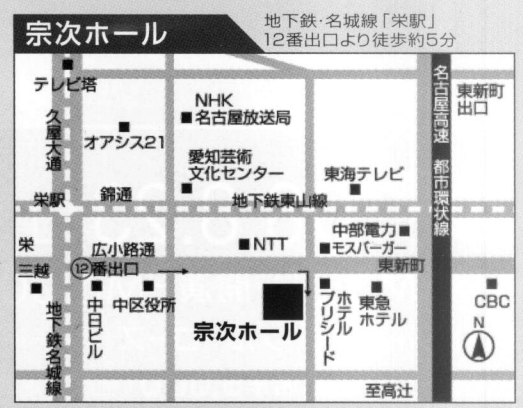 宗次ホール
地下鉄・名城線「栄駅」
12番出口より徒歩約5分
テレビ塔
久屋大通
オアシス21
NHK
名古屋放送局
愛知芸術
文化センター
東海テレビ
名古屋高速 都市環状線
東新町
出口
栄駅
錦通
地下鉄東山線
栄
三越
広小路通
⑫番出口
NTT
中部電力
モスバーガー
東新町
地下鉄名城線
中日ビル
中区役所
宗次ホール
ホテル
プリシード
東急
ホテル
CBC
N
至高辻